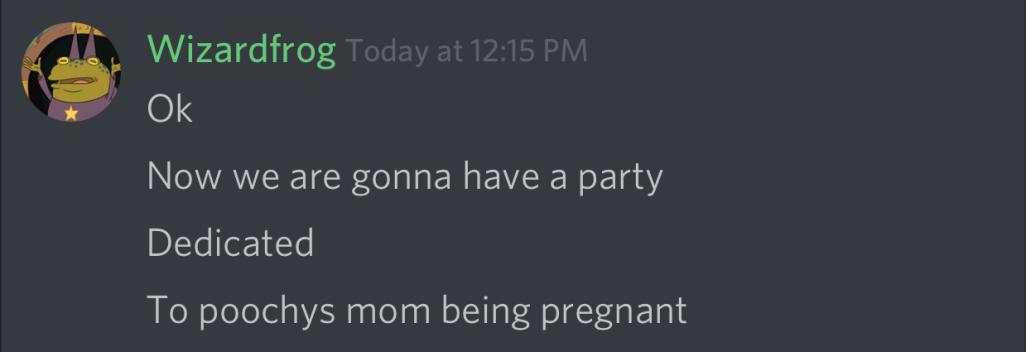 Wizardfrog Today at 12:15 PM
Ok
Now we are gonna have a party
Dedicated
To poochys mom being pregnant